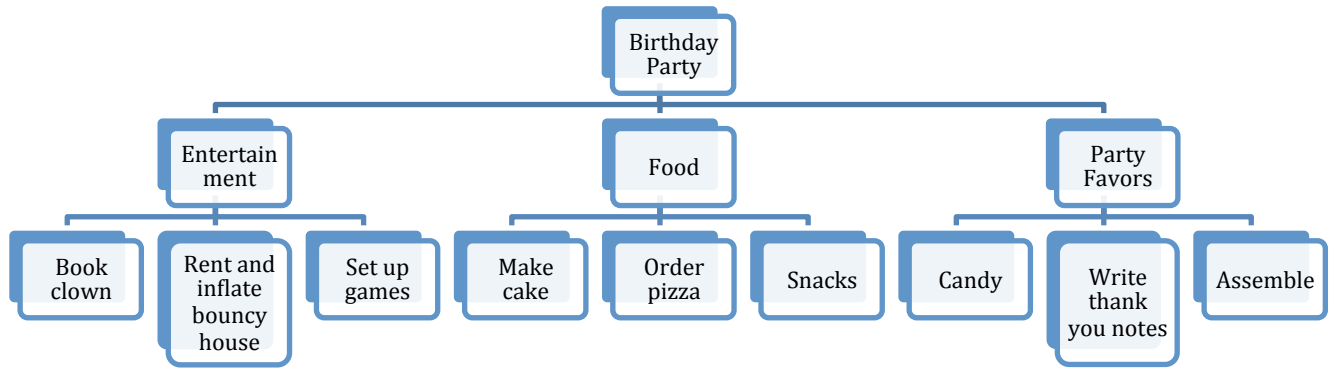 Birthday
Party
Entertain
ment
Food
Party
Favors
Book
clown
Rent and
inflate
bouncy
house
Set up
games
Make
cake
Order
pizza
Snacks
Candy
Write
thank
you notes
Assemble